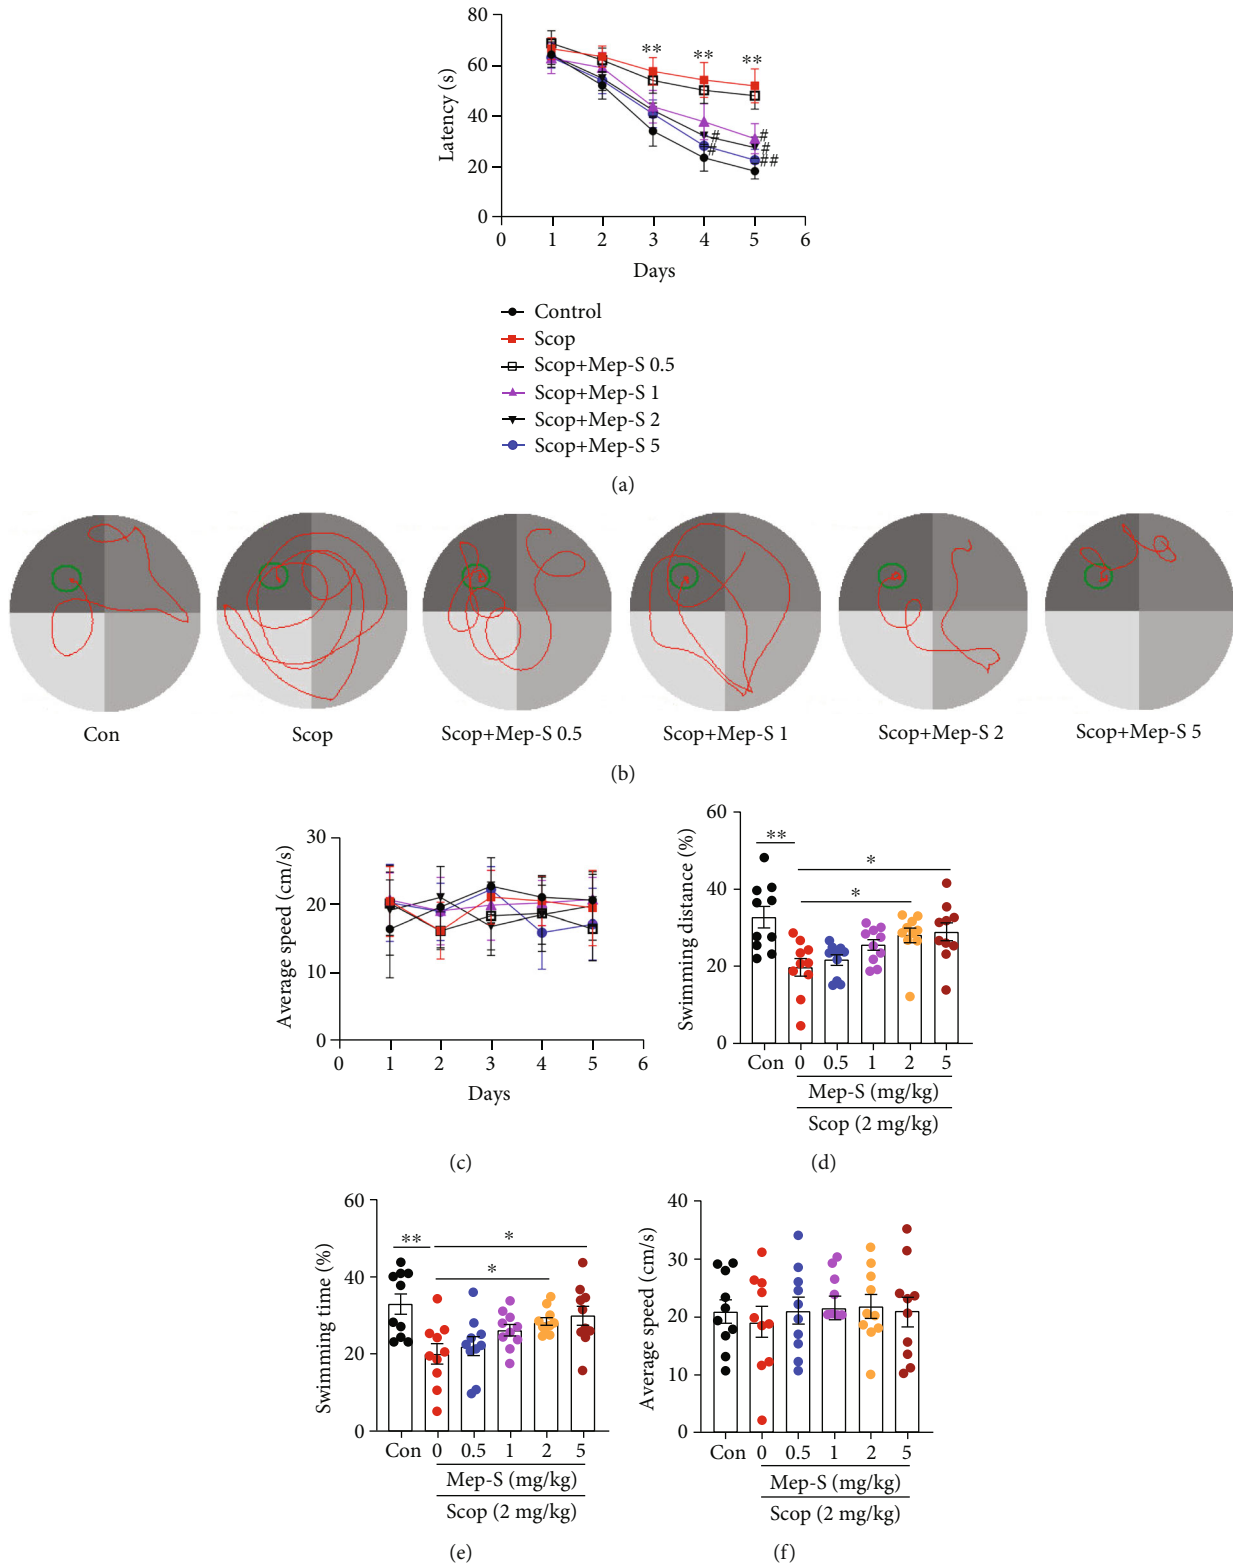 80
60
40
20
0
Latency (s)
** ** **
# # # # ##
0 1 2 3 4 5 6
Days
Control
Scop
Scop+Mep-S 0.5
Scop+Mep-S 1
Scop+Mep-S 2
Scop+Mep-S 5
(a)
Con Scop Scop+Mep-S 0.5 Scop+Mep-S 1 Scop+Mep-S 2 Scop+Mep-S 5
(b)
30
20
10
0
Average speed (cm/s)
0 1 2 3 4 5 6
Days
(c)
60
40
20
0
Swimming distance (%)
** * *
Con 0 0.5 1 2 5
Mep-S (mg/kg)
Scop (2 mg/kg)
(d)
60
40
20
0
Swimming time (%)
** * *
Con 0 0.5 1 2 5
Mep-S (mg/kg)
Scop (2 mg/kg)
(e)
40
30
20
10
0
Average speed (cm/s)
Con 0 0.5 1 2 5
Mep-S (mg/kg)
Scop (2 mg/kg)
(f)